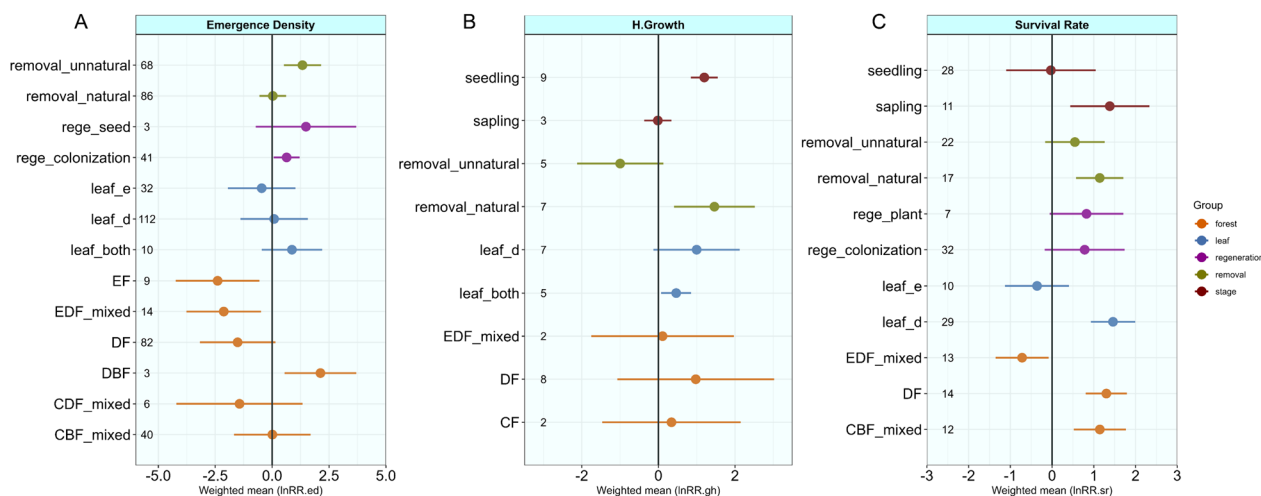 A
Emergence Density
removal_unnatural 68
removal_natural 86
rege_seed 3
rege_colonization 41
leaf_e 32
leaf_d 112
leaf_both 10
EF 9
EDF_mixed 14
DF 82
DBF 3
CDF_mixed 6
CBF_mixed 40
-5.0 -2.5 0.0 2.5 5.0
Weighted mean (lnRR.ed)
B
H.Growth
seedling 9
sapling 3
removal_unnatural 5
removal_natural 7
leaf_d 7
leaf_both 5
EDF_mixed 2
DF 8
CF 2
-2 0 2
Weighted mean (lnRR.gh)
C
Survival Rate
seedling 28
sapling 11
removal_unnatural 22
removal_natural 17
rege_plant 7
rege_colonization 32
leaf_e 10
leaf_d 29
EDF_mixed 13
DF 14
CBF_mixed 12
-3 -2 -1 0 1 2 3
Weighted mean (lnRR.sr)
Group
forest
leaf
regeneration
removal
stage